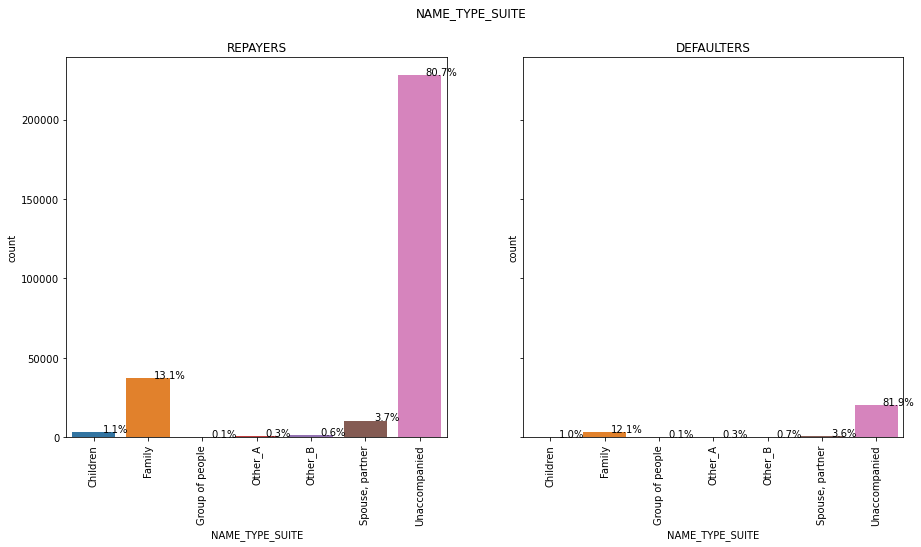 NAME_TYPE_SUITE
REPAYERS
DEFAULTERS
count
200000
150000
100000
50000
0
1.1%
13.1%
0.1%
0.3%
0.6%
3.7%
80.7%
Children
Family
Group of people
Other_A
Other_B
Spouse, partner
Unaccompanied
NAME_TYPE_SUITE
count
1.0%
12.1%
0.1%
0.3%
0.7%
3.6%
81.9%
Children
Family
Group of people
Other_A
Other_B
Spouse, partner
Unaccompanied
NAME_TYPE_SUITE